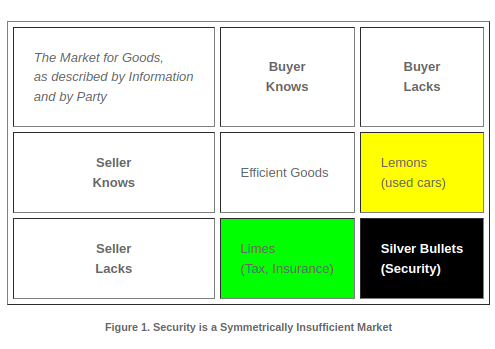 The Market for Goods,
as described by Information
and by Party
Buyer
Knows
Buyer
Lacks
Seller
Knows
Efficient Goods
Lemons
(used cars)
Seller
Lacks
Limes
(Tax, Insurance)
Silver Bullets
(Security)
Figure 1. Security is a Symmetrically Insufficient Market